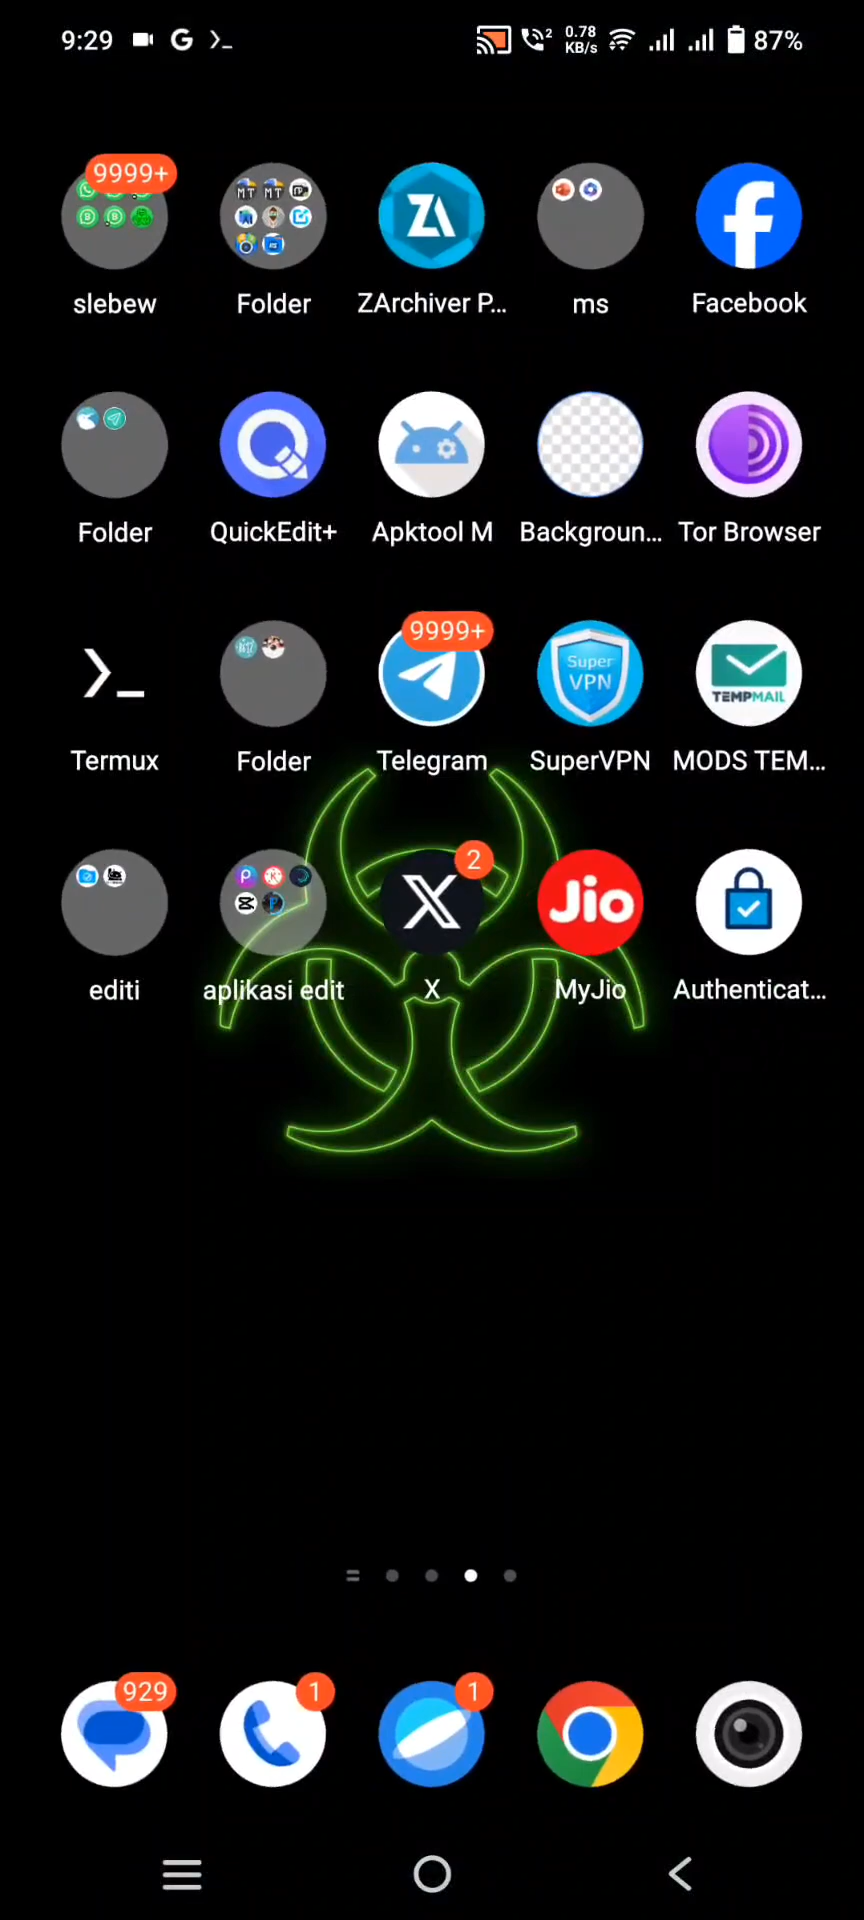 9:29 G 0.78 KB/s 87%
9999+
slebew Folder ZArchiver P... ms Facebook
Folder QuickEdit+ Apktool M Backgroun... Tor Browser
9999+
Super
VPN
TEMPMAIL
Termux Folder Telegram SuperVPN MODS TEM...
2
Jio
editi aplikasi edit X MyJio Authenticat...
929 1 1